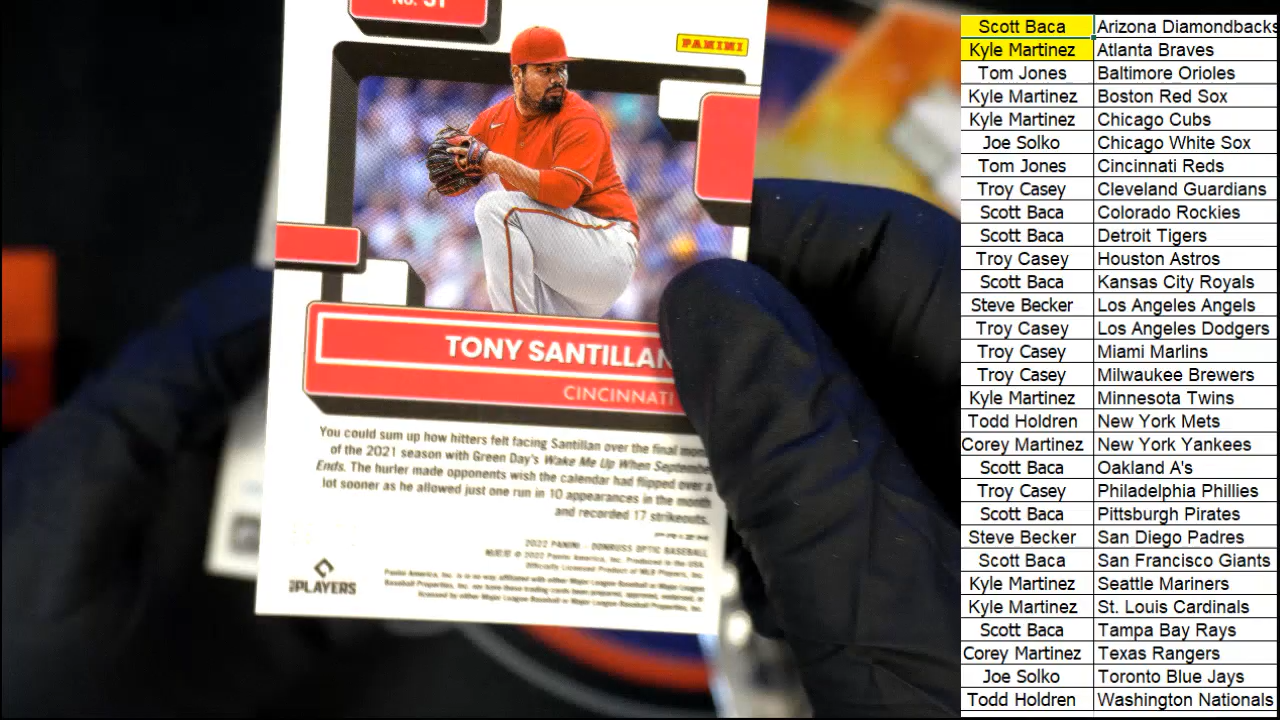 No. 51
PANINI
TONY SANTILLAN
CINCINNATI
You could sum up how hitters felt facing Santillan over the final
of the 2021 season with Green Day's Wake Me Up When September
Ends. The hurler made opponents wish the calendar had flipped over a
lot sooner as he allowed just one run in 10 appearances in the month
and recorded 17 strikeouts.
2022 PANINI - DONRUSS OPTIC BASEBALL
© 2022 Panini America, Inc. Produced in the USA.
Officially Licensed Product of MLB Players, Inc.
Panini America, Inc. is in no way affiliated with either Major League Baseball or Major League
Baseball Properties, Inc. nor have these trading cards been prepared, approved, endorsed, or
licensed by either Major League Baseball or Major League Baseball Properties, Inc.
PLAYERS
Scott Baca Arizona Diamondbacks
Kyle Martinez Atlanta Braves
Tom Jones Baltimore Orioles
Kyle Martinez Boston Red Sox
Kyle Martinez Chicago Cubs
Joe Solko Chicago White Sox
Tom Jones Cincinnati Reds
Troy Casey Cleveland Guardians
Scott Baca Colorado Rockies
Scott Baca Detroit Tigers
Troy Casey Houston Astros
Scott Baca Kansas City Royals
Steve Becker Los Angeles Angels
Troy Casey Los Angeles Dodgers
Troy Casey Miami Marlins
Troy Casey Milwaukee Brewers
Kyle Martinez Minnesota Twins
Todd Holdren New York Mets
Corey Martinez New York Yankees
Scott Baca Oakland A's
Troy Casey Philadelphia Phillies
Scott Baca Pittsburgh Pirates
Steve Becker San Diego Padres
Scott Baca San Francisco Giants
Kyle Martinez Seattle Mariners
Kyle Martinez St. Louis Cardinals
Scott Baca Tampa Bay Rays
Corey Martinez Texas Rangers
Joe Solko Toronto Blue Jays
Todd Holdren Washington Nationals